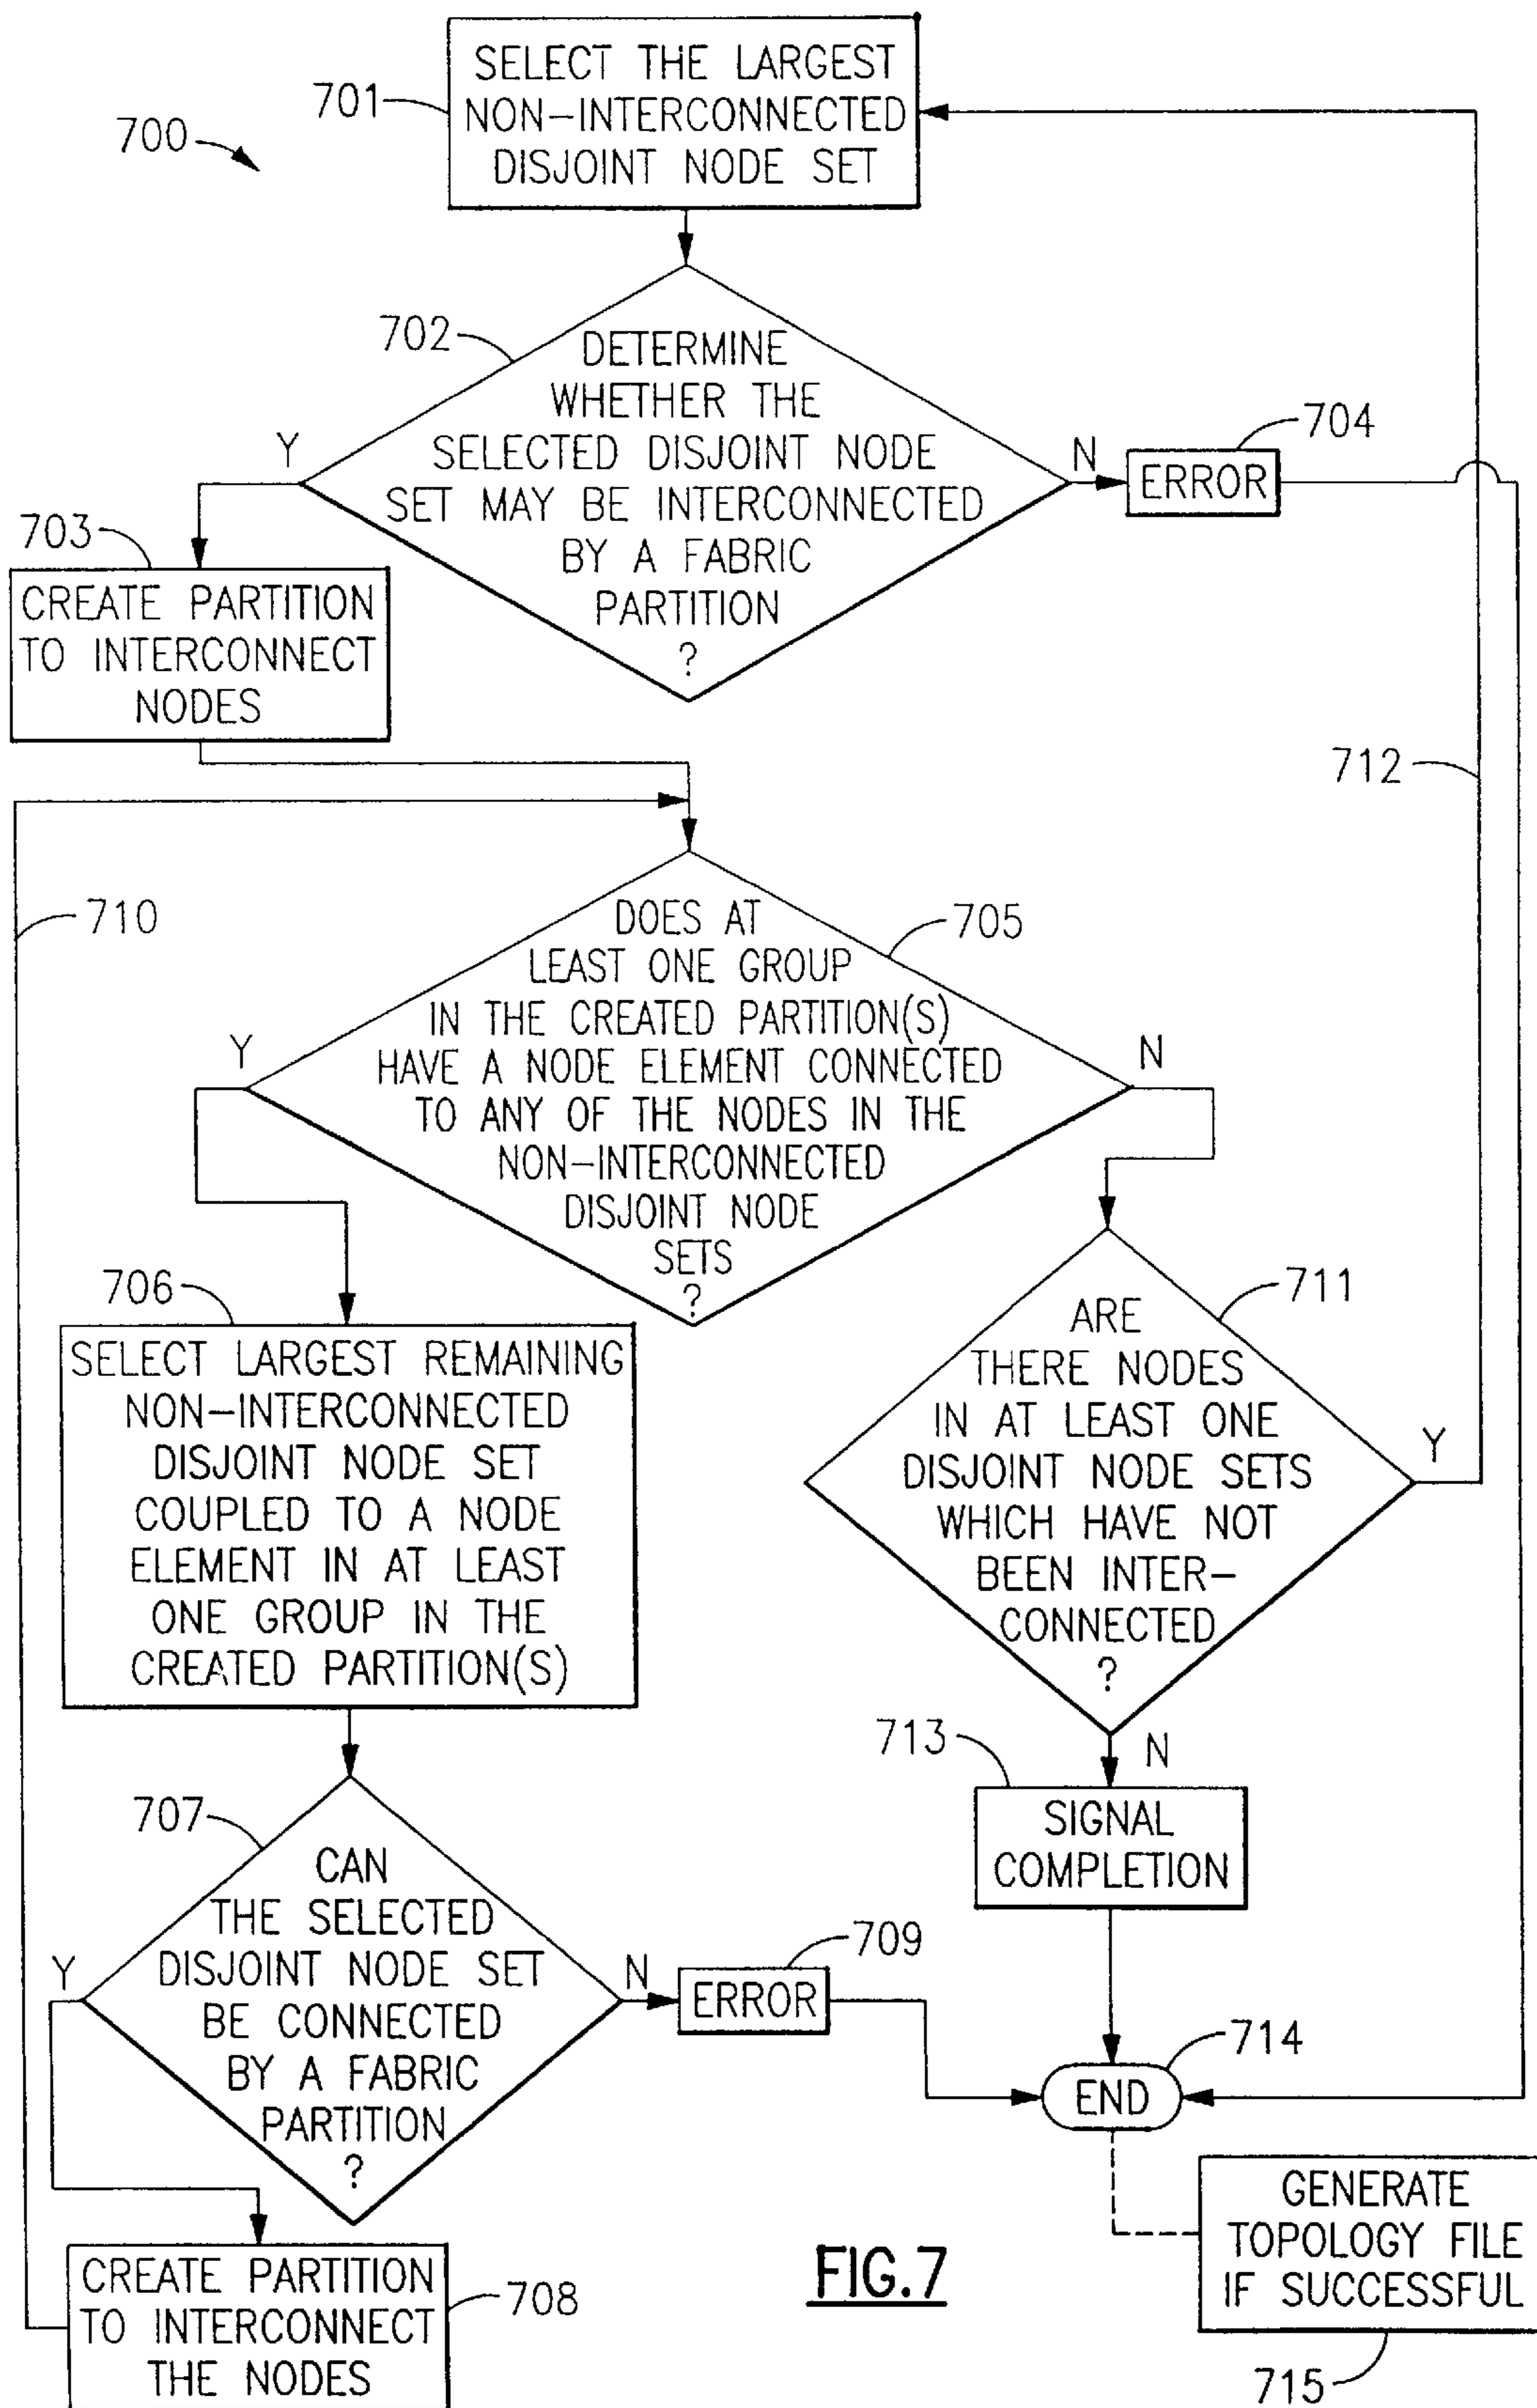 SELECT THE LARGEST
NON-INTERCONNECTED
DISJOINT NODE SET
701
700
702
DETERMINE
WHETHER THE
SELECTED DISJOINT NODE
SET MAY BE INTERCONNECTED
BY A FABRIC
PARTITION
?
Y
N
704
ERROR
703
CREATE PARTITION
TO INTERCONNECT
NODES
712
710
705
DOES AT
LEAST ONE GROUP
IN THE CREATED PARTITION(S)
HAVE A NODE ELEMENT CONNECTED
TO ANY OF THE NODES IN THE
NON-INTERCONNECTED
DISJOINT NODE
SETS
?
Y
N
706
SELECT LARGEST REMAINING
NON-INTERCONNECTED
DISJOINT NODE SET
COUPLED TO A NODE
ELEMENT IN AT LEAST
ONE GROUP IN THE
CREATED PARTITION(S)
711
ARE
THERE NODES
IN AT LEAST ONE
DISJOINT NODE SETS
WHICH HAVE NOT
BEEN INTER-
CONNECTED
?
Y
N
713
SIGNAL
COMPLETION
707
CAN
THE SELECTED
DISJOINT NODE SET
BE CONNECTED
BY A FABRIC
PARTITION
?
Y
N
709
ERROR
714
END
CREATE PARTITION
TO INTERCONNECT
THE NODES
708
GENERATE
TOPOLOGY FILE
IF SUCCESSFUL
715
FIG.7